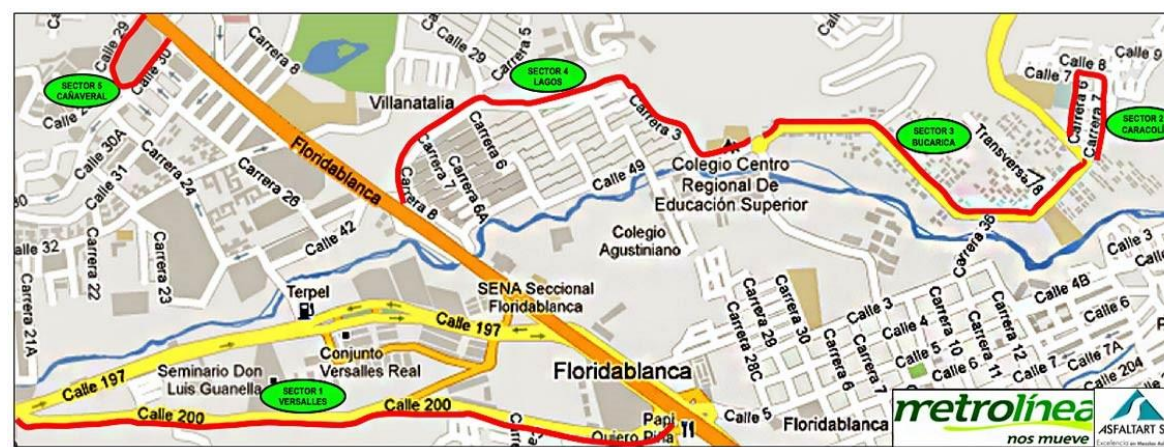 Calle 29
Calle 30
SECTOR 5
CAÑAVERAL
Calle 30A
Calle 31
Carrera 24
Carrera 26
Calle 32
Carrera 22
Carrera 23
Carrera 21A
Calle 42
Carrera 8
Villanatalia
Calle 29
Carrera 5
SECTOR 4
LAGOS
Floridablanca
Carrera 6
Carrera 7
Carrera 6A
Carrera 8
Carrera 3
Calle 49
Colegio Centro
Regional De
Educación Superior
Colegio
Agustiniano
SECTOR 3
BUCARICA
Transversa
78
Carrera 36
Calle 7
Calle 8
Calle 9
Carrera 6
Carrera 7
SECTOR 2
CARACOL
Terpel
SENA Seccional
Floridablanca
Calle 197
Calle 197
Conjunto
Versalles Real
Seminario Don
Luis Guanella
SECTOR 1
VERSALLES
Calle 200
Calle 200
Floridablanca
Papi
Quiero Piña
Calle 5
Carrera 28C
Carrera 29
Carrera 30
Calle 3
Calle 4
Calle 5
Calle 6
Carrera 6
Carrera 7
Carrera 10
Carrera 11
Carrera 12
Calle 3
Calle 4B
Calle 6
Calle 7
Calle 7A
Calle 204
Floridablanca
metrolínea
nos mueve
ASFALTART S